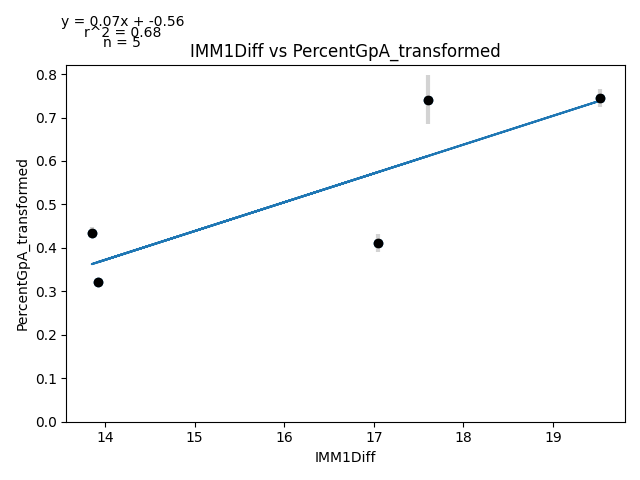 y = 0.07x + -0.56
r^2 = 0.68
n = 5
IMM1Diff vs PercentGpA_transformed
PercentGpA_transformed
0.8
0.7
0.6
0.5
0.4
0.3
0.2
0.1
0.0
14 15 16 17 18 19
IMM1Diff